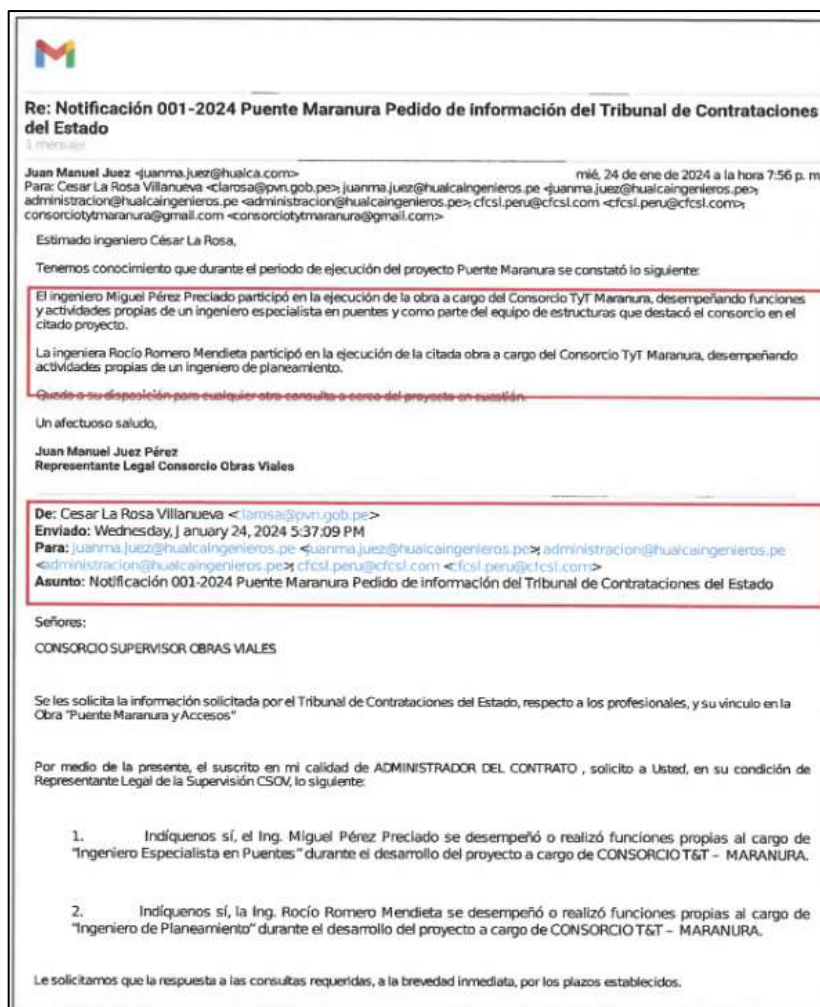 Re: Notificación 001-2024 Puente Maranura Pedido de información del Tribunal de Contrataciones
del Estado
1 mensaje
Juan Manuel Juez <juanma.juez@hualca.com> mié, 24 de ene de 2024 a la hora 7:56 p. m
Para: Cesar La Rosa Villanueva <clarosa@pvn.gob.pe>, juanma.juez@hualcaingenieros.pe <juanma.juez@hualcaingenieros.pe>,
administracion@hualcaingenieros.pe <administracion@hualcaingenieros.pe>, cfcsl.peru@cfcsl.com <cfcsl.peru@cfcsl.com>,
consorciotytmaranura@gmail.com <consorciotytmaranura@gmail.com>
Estimado ingeniero César La Rosa,
Tenemos conocimiento que durante el periodo de ejecución del proyecto Puente Maranura se constató lo siguiente:
El ingeniero Miguel Pérez Preciado participó en la ejecución de la obra a cargo del Consorcio TyT Maranura, desempeñando funciones
y actividades propias de un ingeniero especialista en puentes y como parte del equipo de estructuras que destacó el consorcio en el
citado proyecto.
La ingeniera Rocío Romero Mendieta participó en la ejecución de la citada obra a cargo del Consorcio TyT Maranura, desempeñando
actividades propias de un ingeniero de planeamiento.
Quedo a su disposición para cualquier otra consulta a cerca del proyecto en cuestión.
Un afectuoso saludo,
Juan Manuel Juez Pérez
Representante Legal Consorcio Obras Viales
De: Cesar La Rosa Villanueva <clarosa@pvn.gob.pe>
Enviado: Wednesday, January 24, 2024 5:37:09 PM
Para: juanma.juez@hualcaingenieros.pe <juanma.juez@hualcaingenieros.pe>; administracion@hualcaingenieros.pe
<administracion@hualcaingenieros.pe>; cfcsl.peru@cfcsl.com <cfcsl.peru@cfcsl.com>
Asunto: Notificación 001-2024 Puente Maranura Pedido de información del Tribunal de Contrataciones del Estado
Señores:
CONSORCIO SUPERVISOR OBRAS VIALES
Se les solicita la información solicitada por el Tribunal de Contrataciones del Estado, respecto a los profesionales, y su vinculo en la
Obra "Puente Maranura y Accesos"
Por medio de la presente, el suscrito en mi calidad de ADMINISTRADOR DEL CONTRATO , solicito a Usted, en su condición de
Representante Legal de la Supervisión CSOV, lo siguiente:
1. Indíquenos sí, el Ing. Miguel Pérez Preciado se desempeñó o realizó funciones propias al cargo de
"Ingeniero Especialista en Puentes" durante el desarrollo del proyecto a cargo de CONSORCIO T&T – MARANURA.
2. Indíquenos sí, la Ing. Rocío Romero Mendieta se desempeñó o realizó funciones propias al cargo de
"Ingeniero de Planeamiento" durante el desarrollo del proyecto a cargo de CONSORCIO T&T – MARANURA.
Le solicitamos que la respuesta a las consultas requeridas, a la brevedad inmediata, por los plazos establecidos.